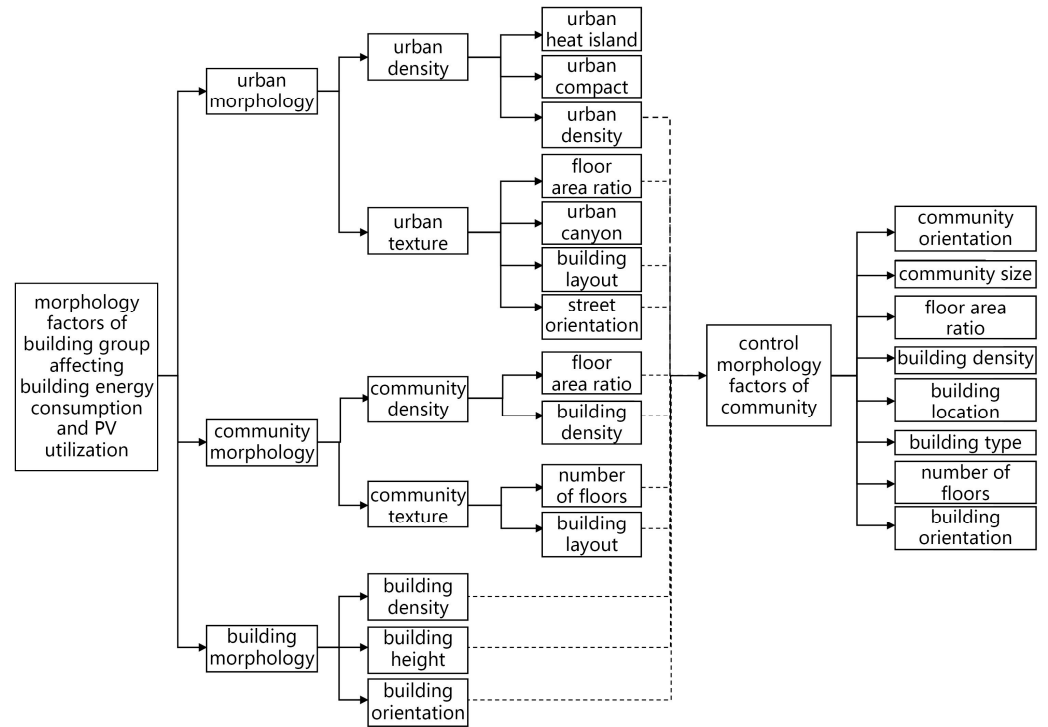 morphology
factors of
building group
affecting
building energy
consumption
and PV
utilization
urban
morphology
community
morphology
building
morphology
urban
density
urban
texture
community
density
community
texture
building
density
building
height
building
orientation
urban
heat island
urban
compact
urban
density
floor
area ratio
urban
canyon
building
layout
street
orientation
floor
area ratio
building
density
number
of floors
building
layout
control
morphology
factors of
community
community
orientation
community size
floor area
ratio
building density
building
location
building type
number of
floors
building
orientation